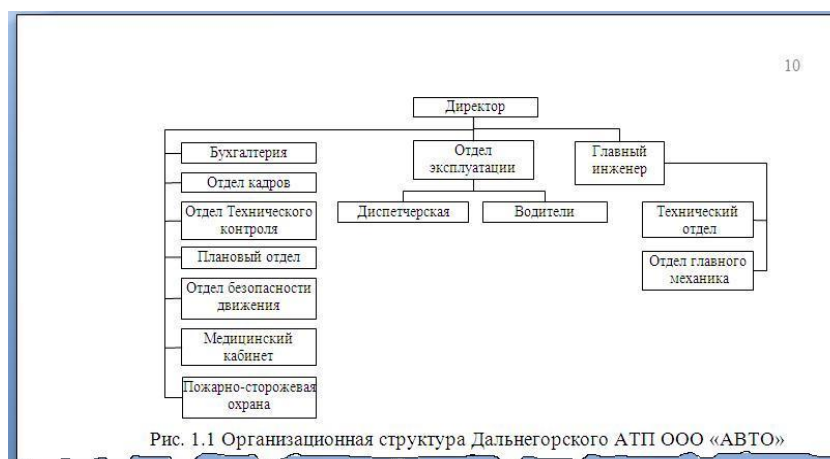 10
Директор
Бухгалтерия
Отдел кадров
Отдел Технического
контроля
Плановый отдел
Отдел безопасности
движения
Медицинский
кабинет
Пожарно-сторожевая
охрана
Отдел
эксплуатации
Диспетчерская
Водители
Главный
инженер
Технический
отдел
Отдел главного
механика
Рис. 1.1 Организационная структура Дальнегорского АТП ООО «АВТО»